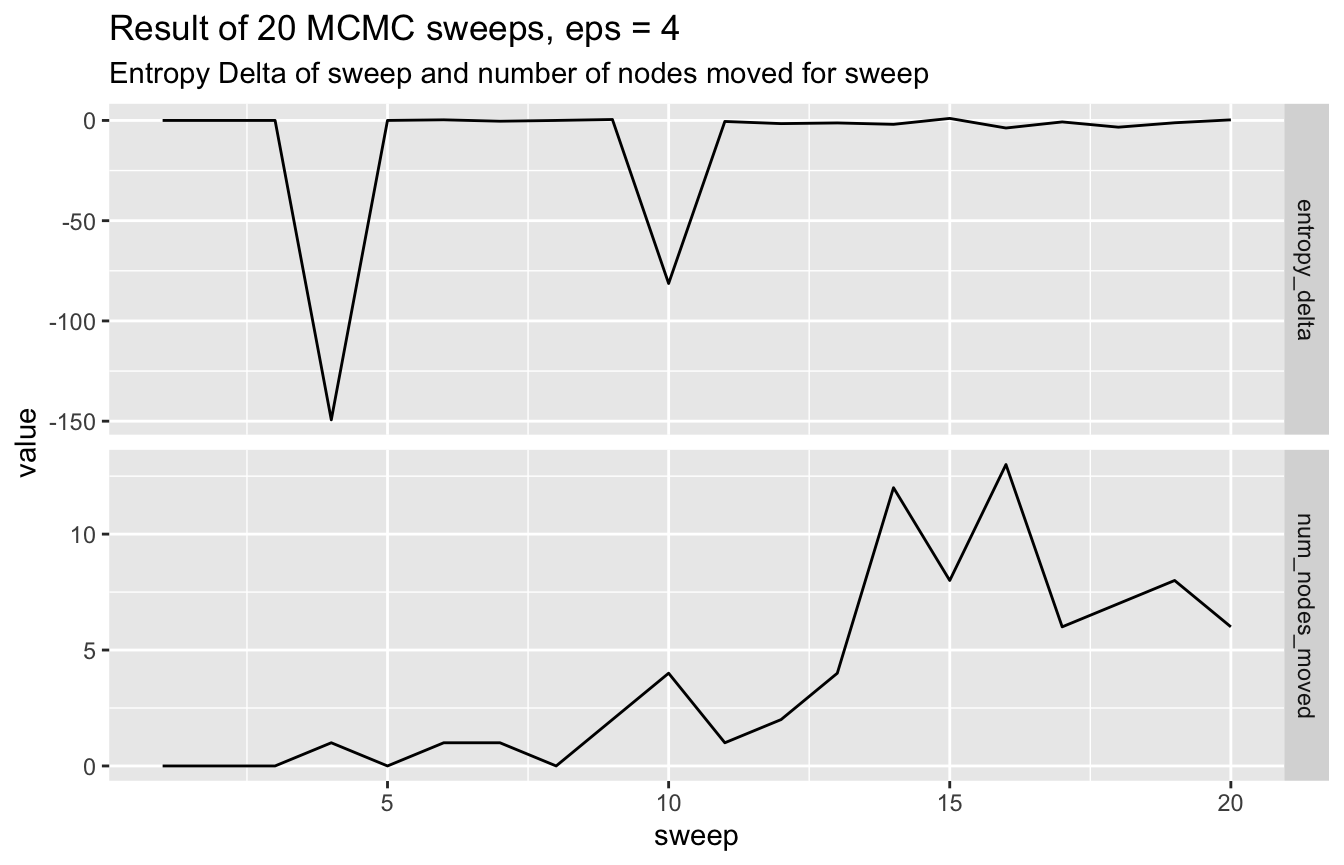 Result of 20 MCMC sweeps, eps = 4
Entropy Delta of sweep and number of nodes moved for sweep
0
-50
-100
-150
entropy_delta
value
10
5
0
num_nodes_moved
5
10
15
20
sweep